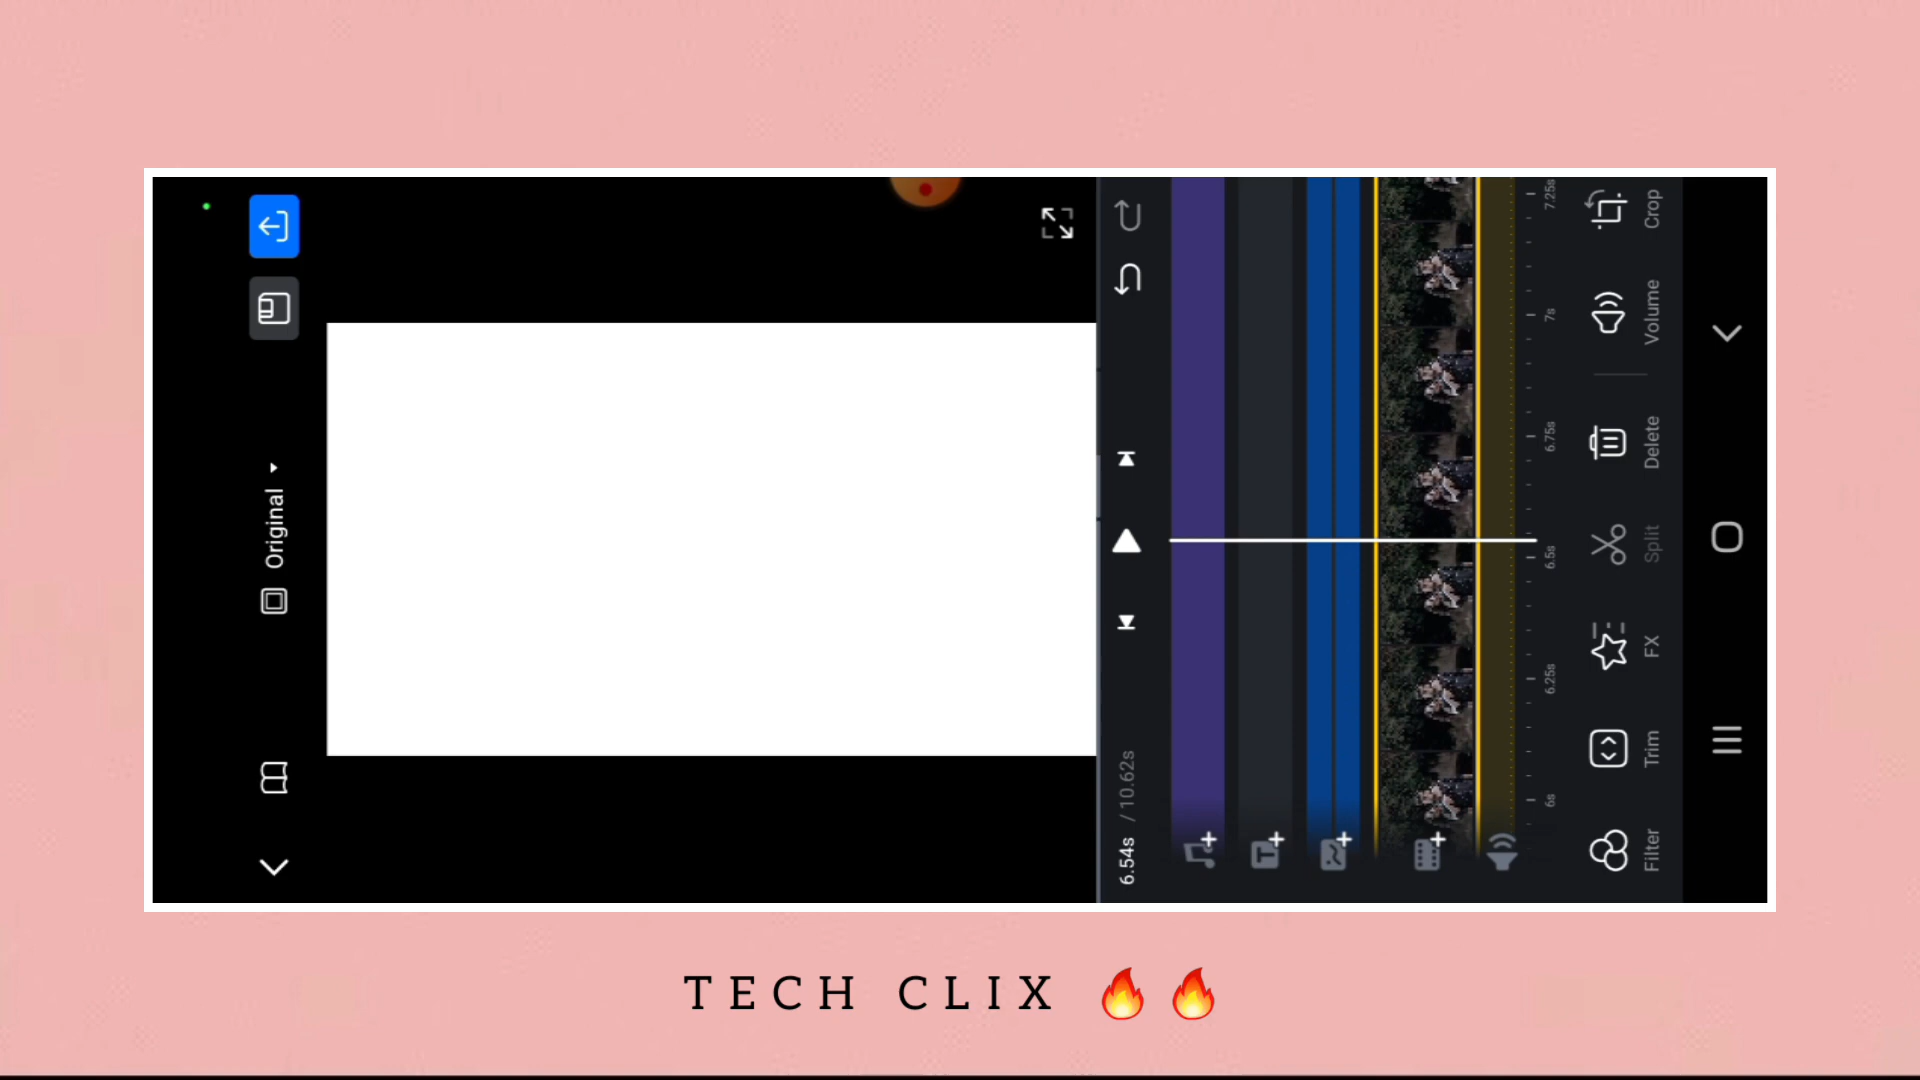 Original
6.54s / 10.62s
6s
6.25s
6.5s
6.75s
7s
7.25s
Filter
Trim
FX
Split
Delete
Volume
Crop
TECH CLIX 🔥🔥